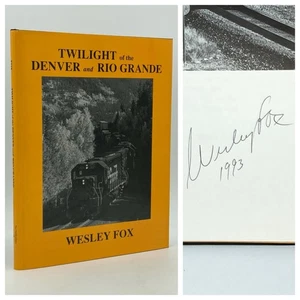 TWILIGHT of the
DENVER and RIO GRANDE
WESLEY FOX
Wesley Fox
1993